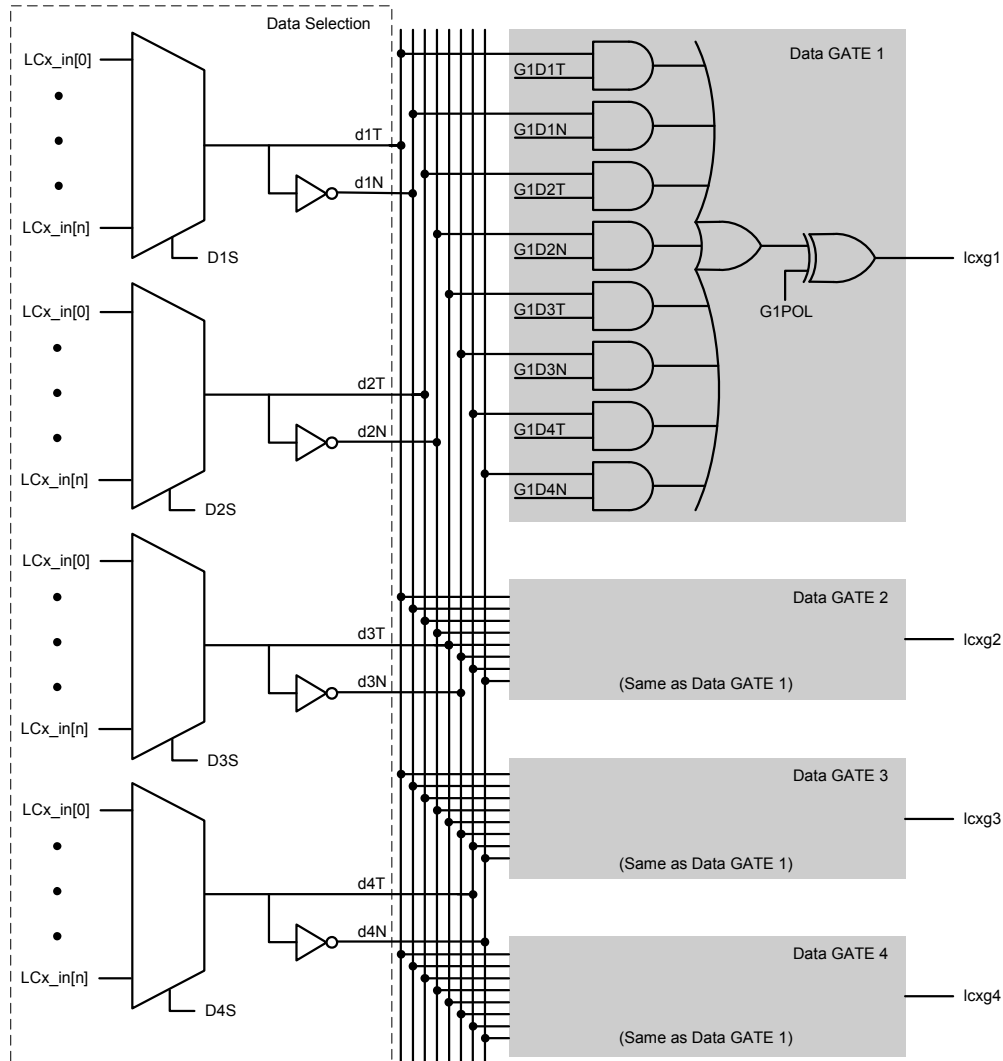 Data Selection
LCx_in[0]
LCx_in[n]
D1S
d1T
d1N
LCx_in[0]
LCx_in[n]
D2S
d2T
d2N
LCx_in[0]
LCx_in[n]
D3S
d3T
d3N
LCx_in[0]
LCx_in[n]
D4S
d4T
d4N
Data GATE 1
G1D1T
G1D1N
G1D2T
G1D2N
G1D3T
G1D3N
G1D4T
G1D4N
G1POL
lcxg1
Data GATE 2
(Same as Data GATE 1)
lcxg2
Data GATE 3
(Same as Data GATE 1)
lcxg3
Data GATE 4
(Same as Data GATE 1)
lcxg4